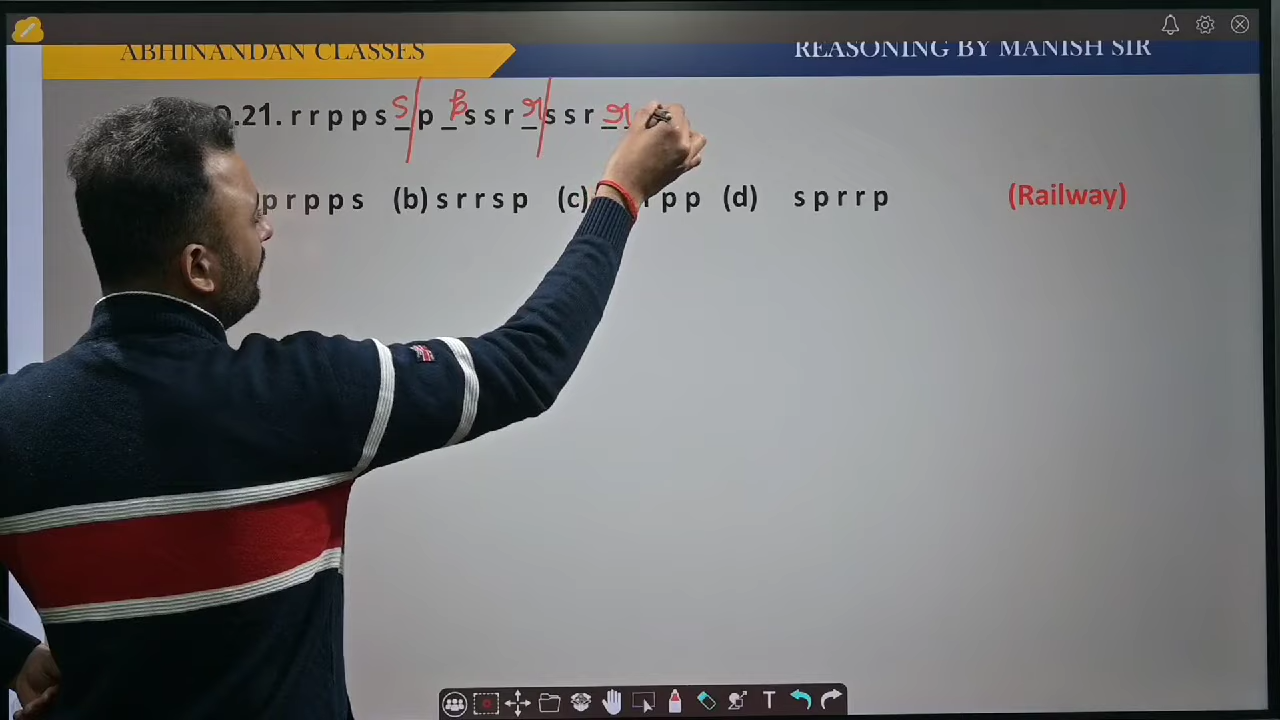 ABHINANDAN CLASSES
REASONING BY MANISH SIR
.21. r r p p s _ p _ s s r _ s s r _
s p r r
p r p p s (b) s r r s p (c) p p (d) s p r r p (Railway)
T